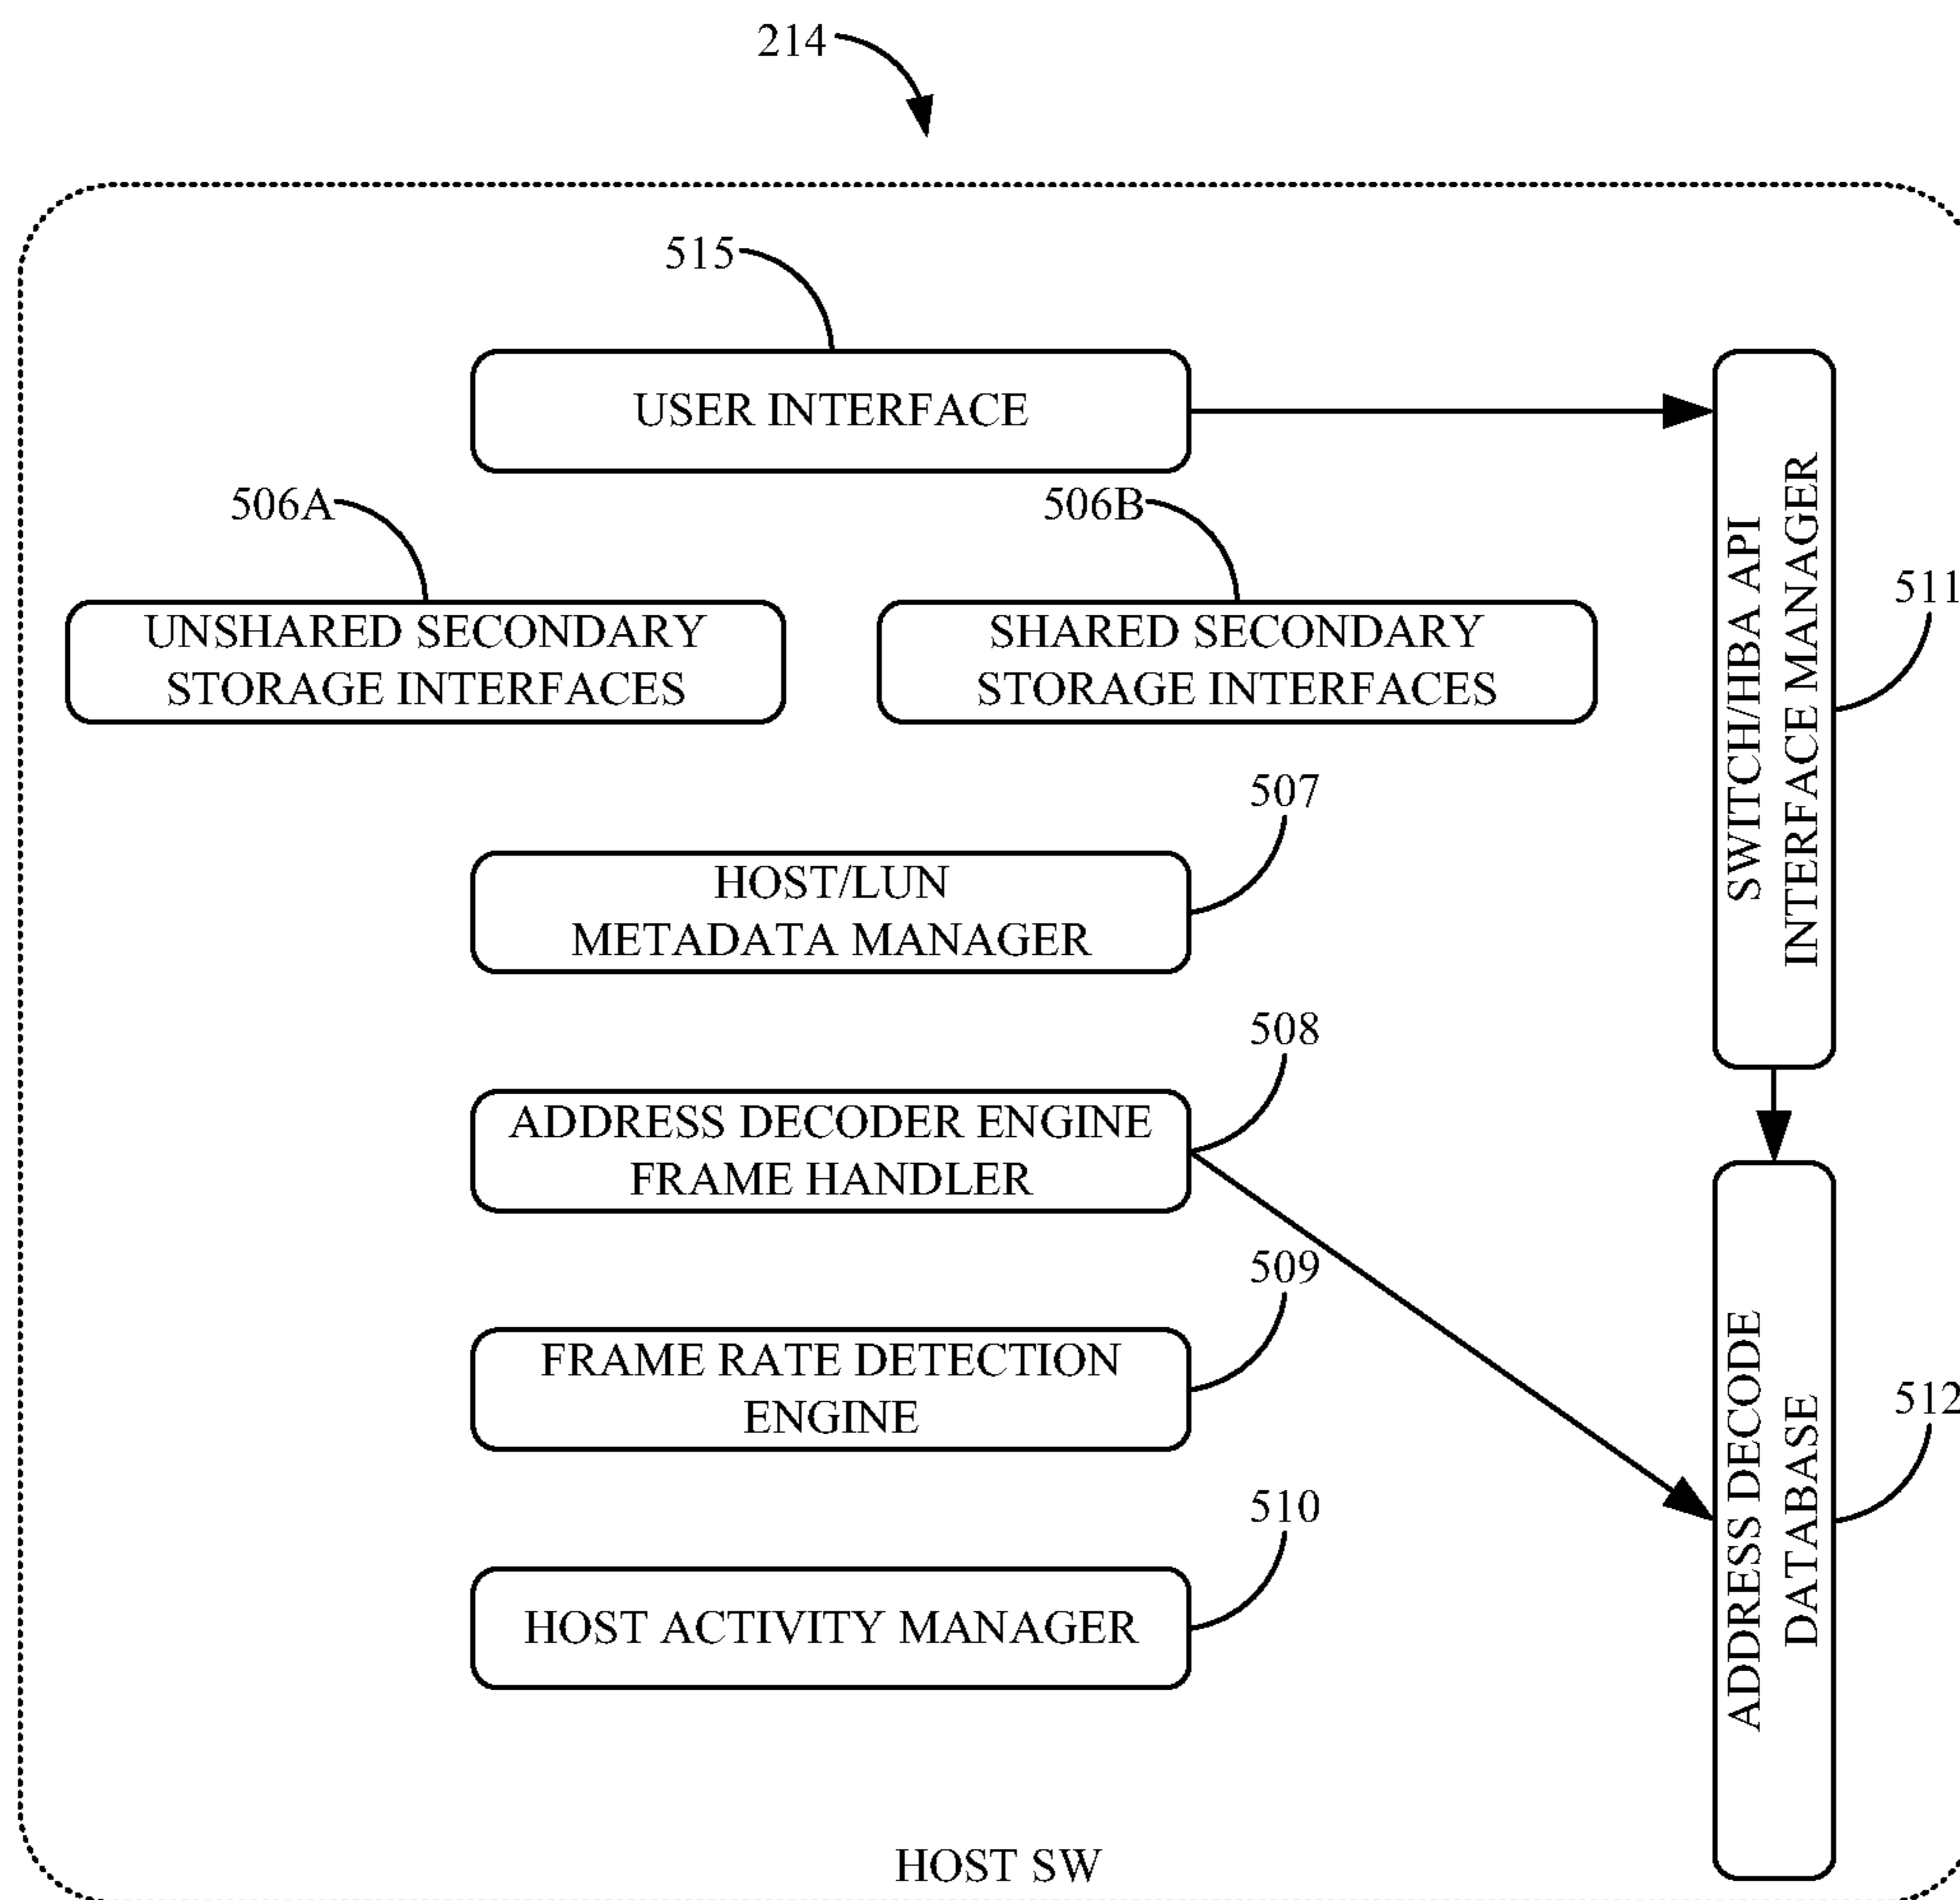 214
515
USER INTERFACE
506A
506B
UNSHARED SECONDARY
STORAGE INTERFACES
SHARED SECONDARY
STORAGE INTERFACES
SWITCH/HBA API
INTERFACE MANAGER
511
507
HOST/LUN
METADATA MANAGER
508
ADDRESS DECODER ENGINE
FRAME HANDLER
509
FRAME RATE DETECTION
ENGINE
ADDRESS DECODE
DATABASE
512
510
HOST ACTIVITY MANAGER
HOST SW